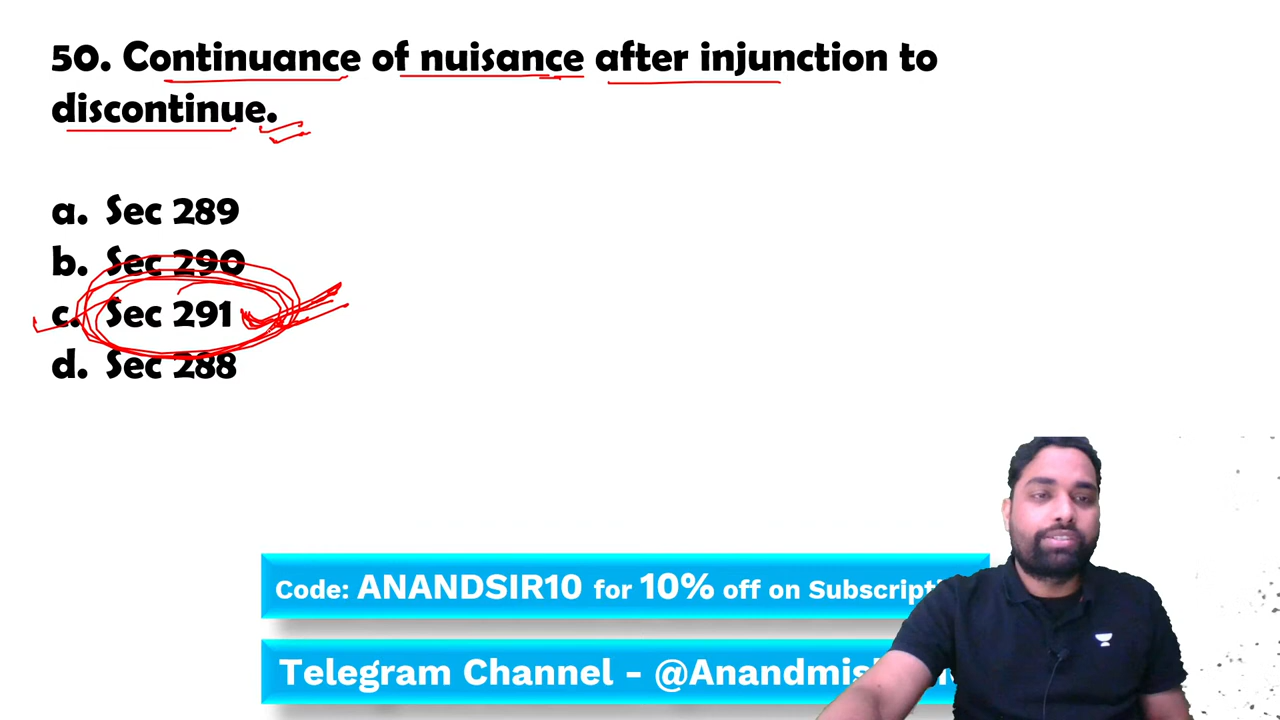 50. Continuance of nuisance after injunction to
discontinue.
a. Sec 289
b. Sec 290
c. Sec 291
d. Sec 288
Code: ANANDSIR10 for 10% off on
Telegram Channel -